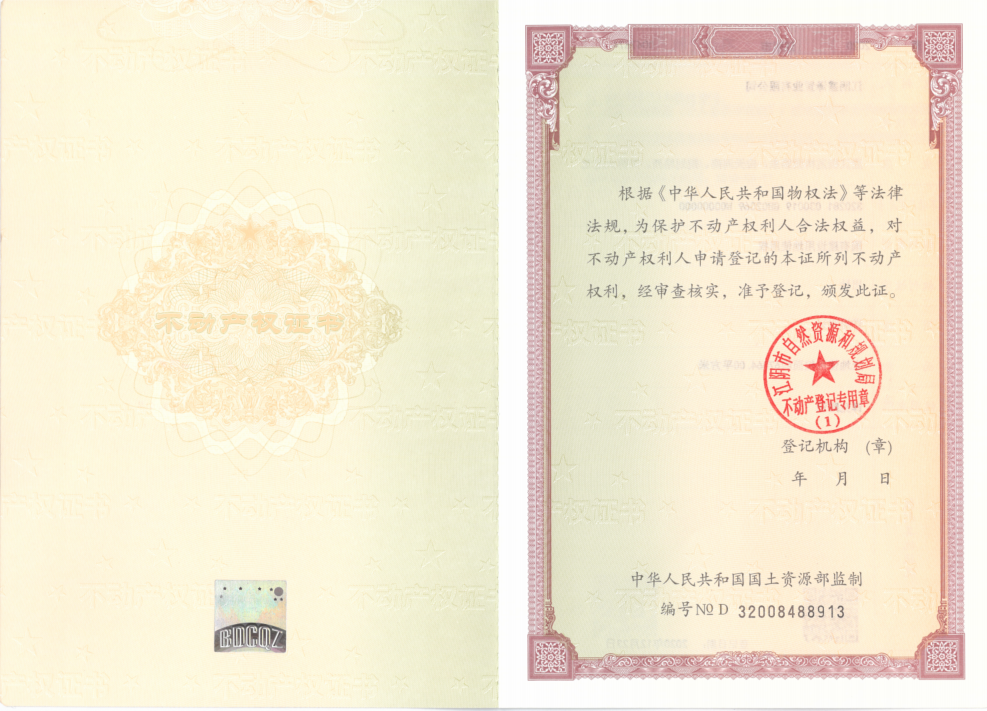 不动产权证书
BDCQZ
根据《中华人民共和国物权法》等法律
法规，为保护不动产权利人合法权益，对
不动产权利人申请登记的本证所列不动产
权利，经审查核实，准予登记，颁发此证。
江阴市自然资源和规划局
不动产登记专用章
(1)
登记机构 (章)
年 月 日
中华人民共和国国土资源部监制
编号№ D 32008488913